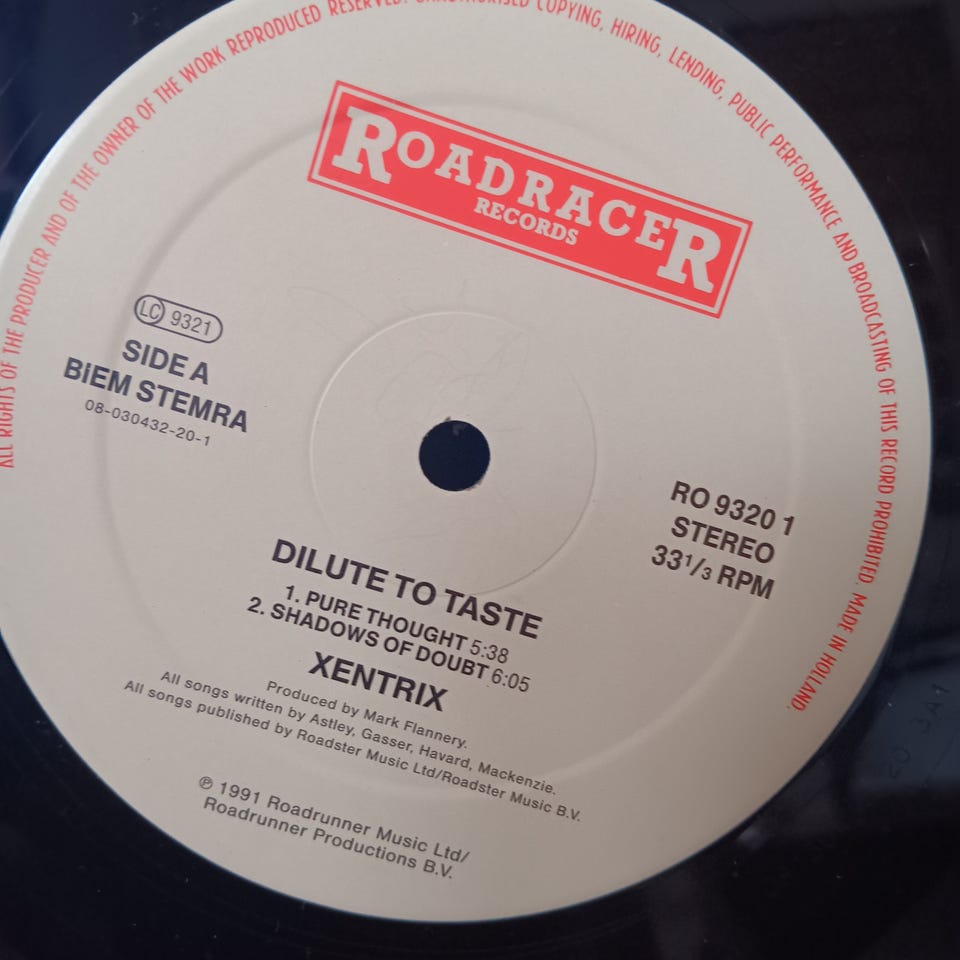 ALL RIGHTS OF THE PRODUCER AND OF THE OWNER OF THE WORK REPRODUCED RESERVED. UNAUTHORISED COPYING, HIRING, LENDING, PUBLIC PERFORMANCE AND BROADCASTING OF THIS RECORD PROHIBITED. MADE IN HOLLAND.
ROADRACER
RECORDS
LC 9321
SIDE A
BIEM STEMRA
08-030432-20-1
RO 9320 1
STEREO
33 1/3 RPM
DILUTE TO TASTE
1. PURE THOUGHT 5:38
2. SHADOWS OF DOUBT 6:05
XENTRIX
Produced by Mark Flannery.
All songs written by Astley, Gasser, Havard, Mackenzie.
All songs published by Roadster Music Ltd/Roadster Music B.V.
℗ 1991 Roadrunner Music Ltd/
Roadrunner Productions B.V.